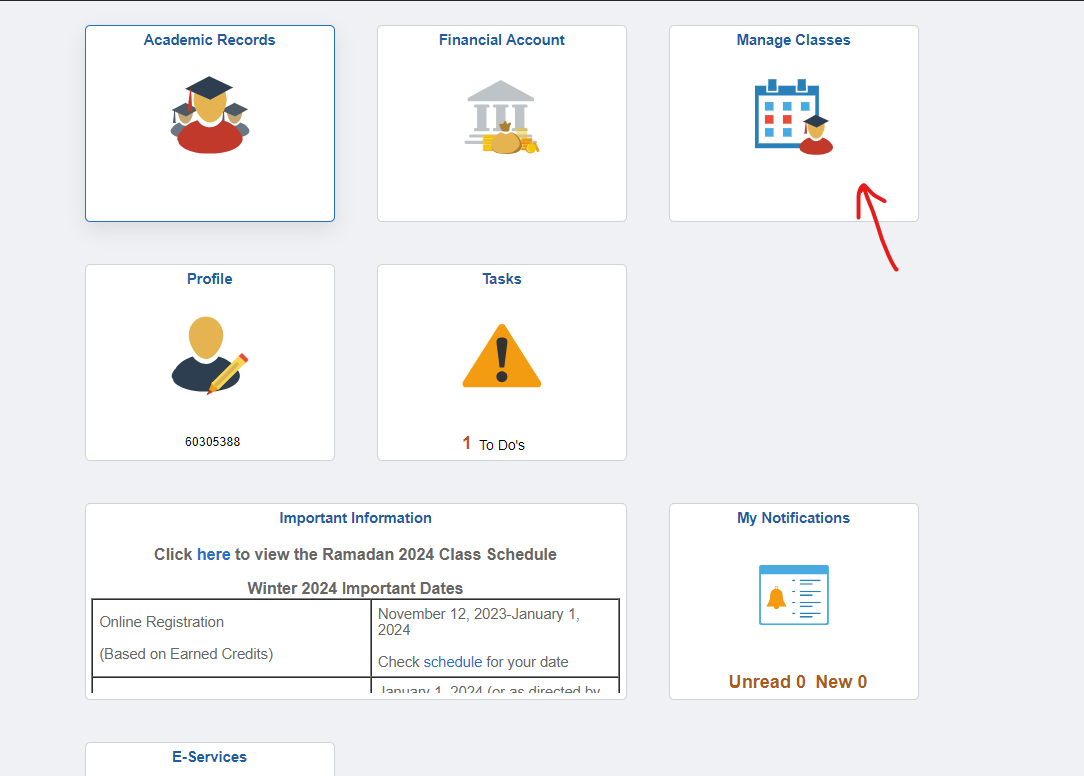 Academic Records
Financial Account
Manage Classes
Profile
60305388
Tasks
1 To Do's
Important Information
Click here to view the Ramadan 2024 Class Schedule
Winter 2024 Important Dates
Online Registration
(Based on Earned Credits)
November 12, 2023-January 1,
2024
Check schedule for your date
January 1, 2024 (or as directed by
My Notifications
Unread 0 New 0
E-Services